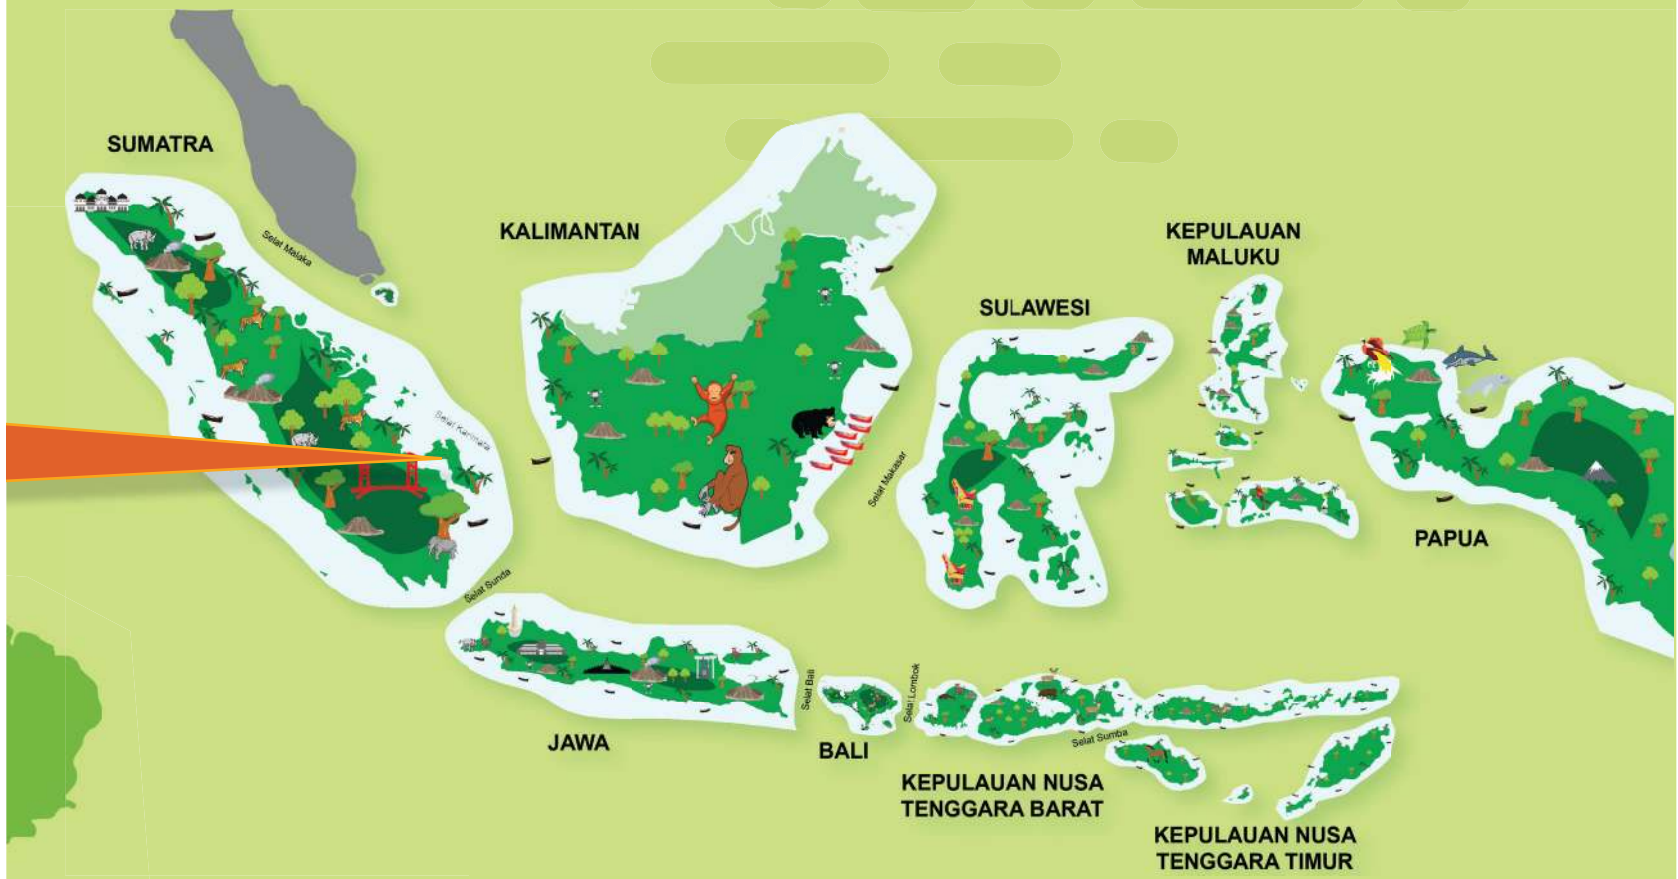 SUMATRA
Selat Malaka
KALIMANTAN
KEPULAUAN
MALUKU
SULAWESI
Selat Karimata
Selat Makasar
PAPUA
Selat Sunda
JAWA
Selat Bali
BALI
Selat Lombok
Selat Sumba
KEPULAUAN NUSA
TENGGARA BARAT
KEPULAUAN NUSA
TENGGARA TIMUR